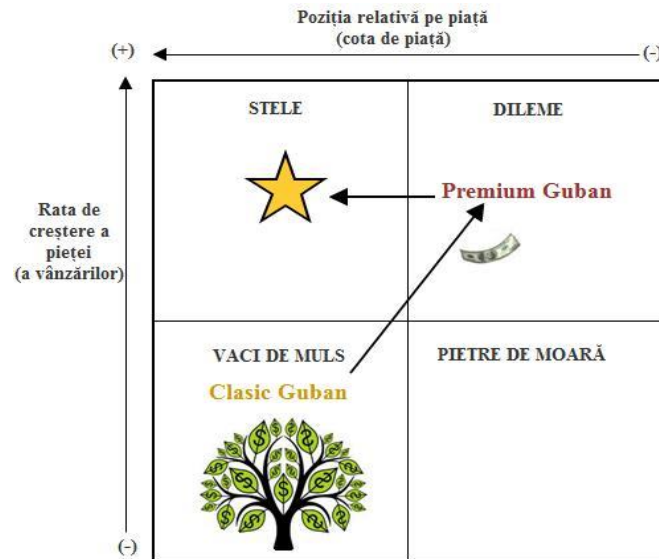 Poziția relativă pe piață
(cota de piață)
(+)
(-)
STELE
DILEME
Premium Guban
Rata de
creștere a
pieței
(a vânzărilor)
VACI DE MULS
PIETRE DE MOARĂ
Clasic Guban
(-)